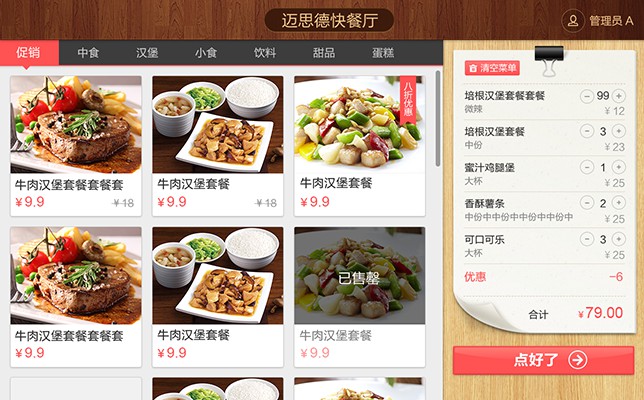 迈思德快餐厅
管理员 A
促销
中食
汉堡
小食
饮料
甜品
蛋糕
牛肉汉堡套餐套餐套
¥9.9
¥18
牛肉汉堡套餐
¥9.9
¥18
八折优惠
牛肉汉堡套餐
¥9.9
牛肉汉堡套餐套餐套
¥9.9
牛肉汉堡套餐
¥9.9
已售罄
牛肉汉堡套餐
¥9.9
清空菜单
培根汉堡套餐套餐
99
微辣
¥12
培根汉堡套餐
3
中份
¥23
蜜汁鸡腿堡
1
大杯
¥25
香酥薯条
2
中份中份中份中份中份中
¥25
可口可乐
3
大杯
¥25
优惠
-6
合计
¥79.00
点好了